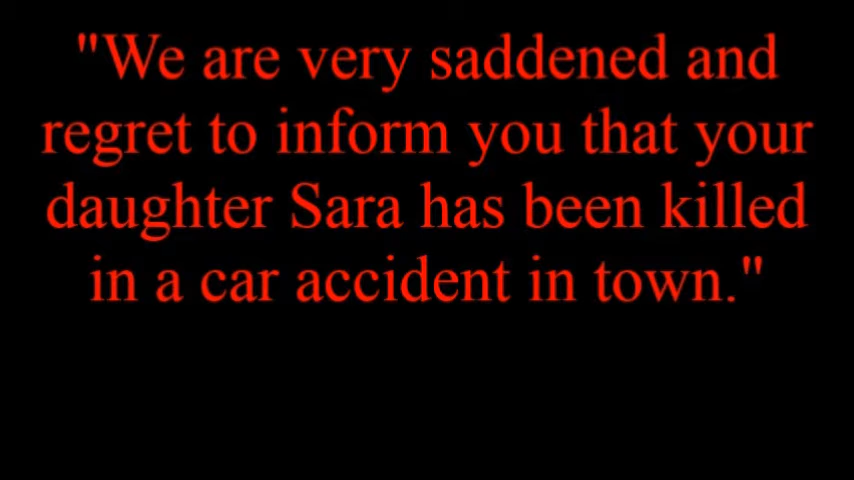 "We are very saddened and
regret to inform you that your
daughter Sara has been killed
in a car accident in town."